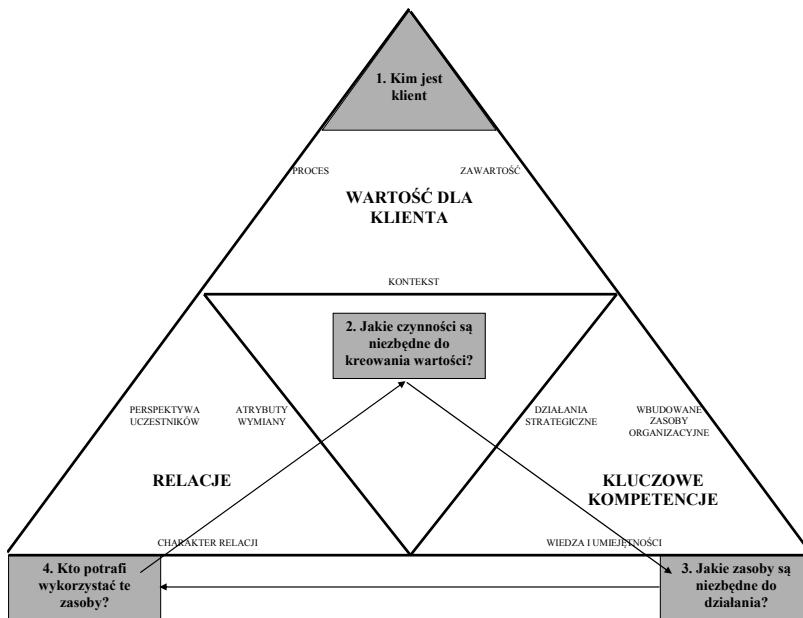 1. Kim jest
klient
PROCES
ZAWARTOŚĆ
WARTOŚĆ DLA
KLIENTA
KONTEKST
2. Jakie czynności są
niezbędne do
kreowania wartości?
PERSPEKTYWA
UCZESTNIKÓW
ATRYBUTY
WYMIANY
DZIAŁANIA
STRATEGICZNE
WBUDOWANE
ZASOBY
ORGANIZACYJNE
RELACJE
KLUCZOWE
KOMPETENCJE
CHARAKTER RELACJI
WIEDZA I UMIEJĘTNOŚCI
4. Kto potrafi
wykorzystać te
zasoby?
3. Jakie zasoby są
niezbędne do
działania?